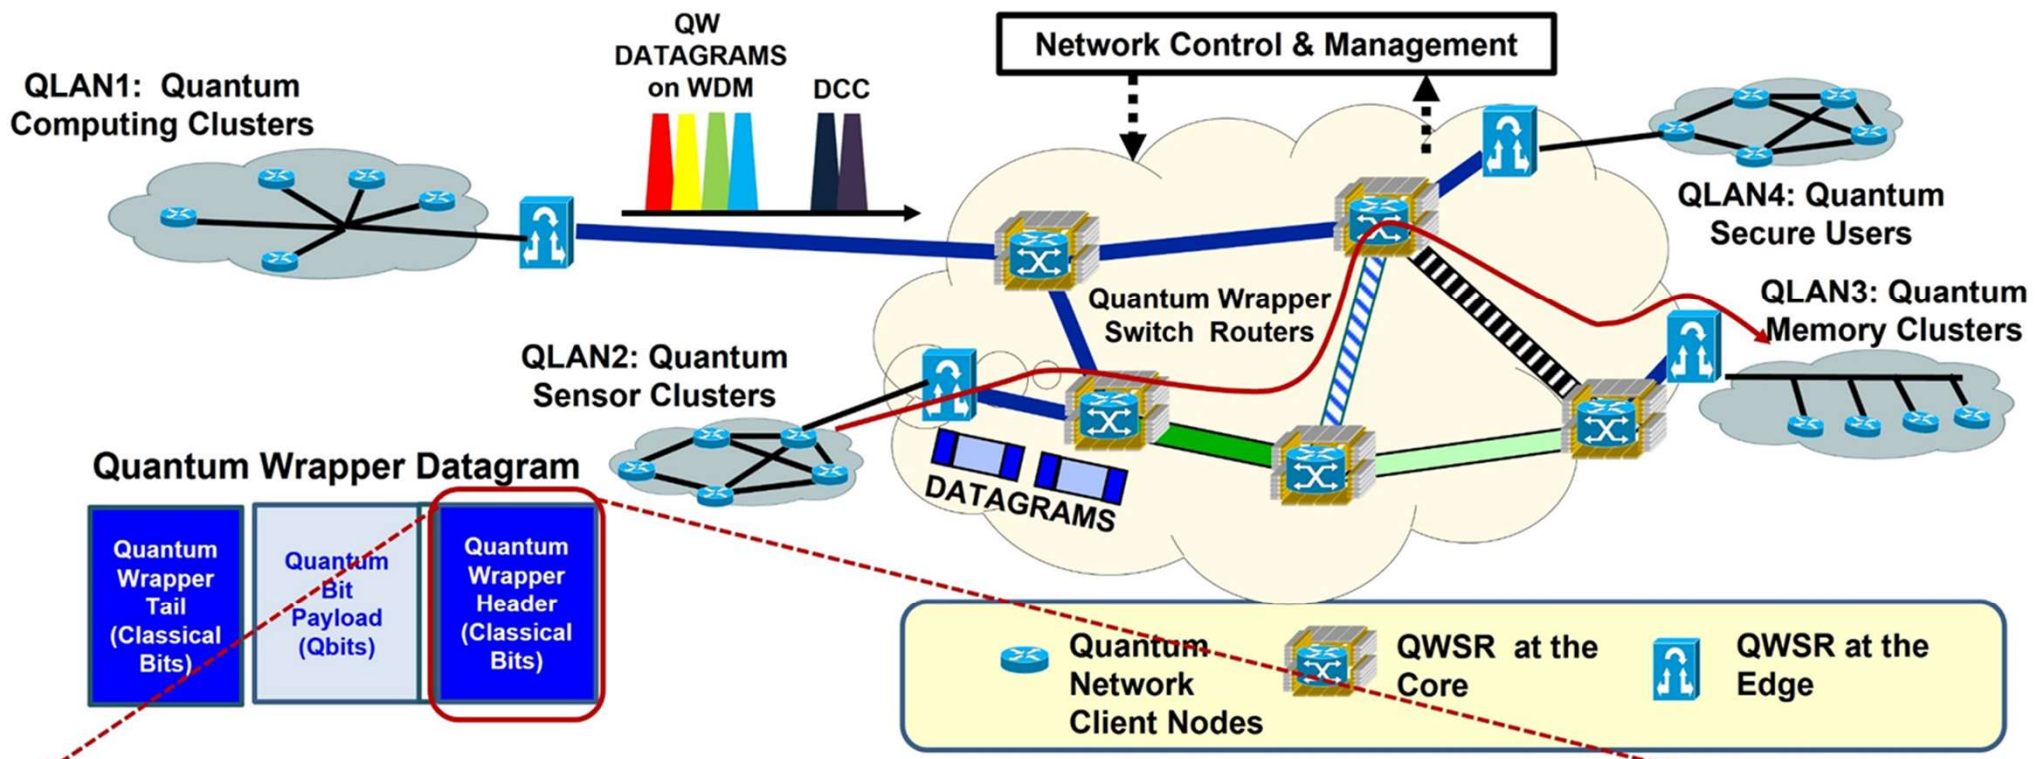 QLAN1:  Quantum
Computing Clusters
QW
DATAGRAMS
on WDM
DCC
Network Control & Management
QLAN4: Quantum
Secure Users
QLAN3: Quantum
Memory Clusters
Quantum Wrapper
Switch  Routers
QLAN2: Quantum
Sensor Clusters
DATAGRAMS
Quantum Wrapper Datagram
Quantum
Wrapper
Tail
(Classical
Bits)
Quantum
Bit
Payload
(Qbits)
Quantum
Wrapper
Header
(Classical
Bits)
Quantum
Network
Client Nodes
QWSR  at the
Core
QWSR at the
Edge